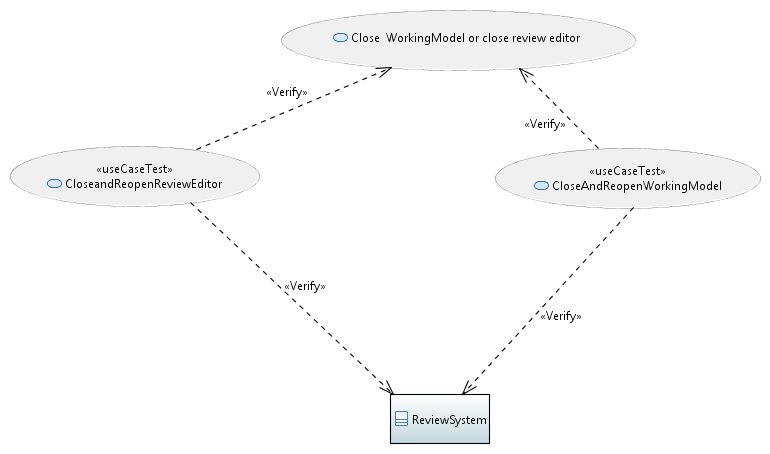 Close  WorkingModel or close review editor
«Verify»
«Verify»
«useCaseTest»
CloseandReopenReviewEditor
«useCaseTest»
CloseAndReopenWorkingModel
«Verify»
«Verify»
ReviewSystem